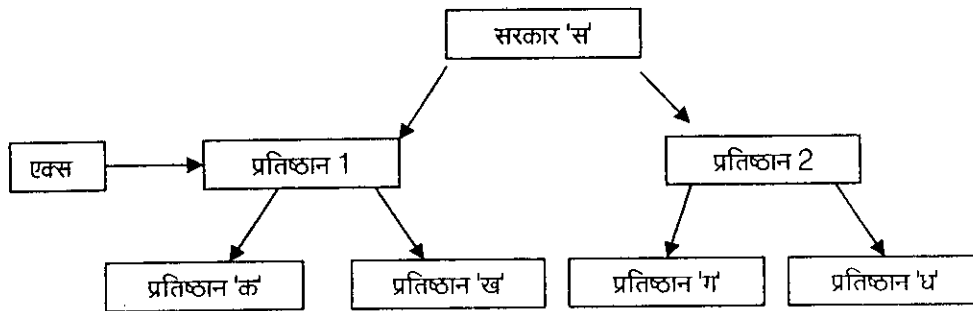 सरकार 'स'
एक्स
प्रतिष्ठान 1
प्रतिष्ठान 2
प्रतिष्ठान 'क'
प्रतिष्ठान 'ख'
प्रतिष्ठान 'ग'
प्रतिष्ठान 'ध'